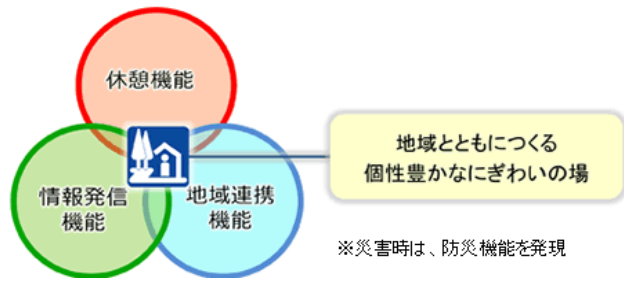 休憩機能
情報発信
機能
地域連携
機能
地域とともにつくる
個性豊かなにぎわいの場
※災害時は、防災機能を発現